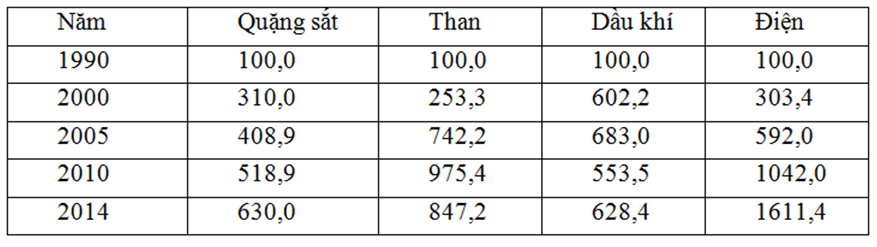 Năm Quặng sắt Than Dầu khí Điện
1990 100,0 100,0 100,0 100,0
2000 310,0 253,3 602,2 303,4
2005 408,9 742,2 683,0 592,0
2010 518,9 975,4 553,5 1042,0
2014 630,0 847,2 628,4 1611,4